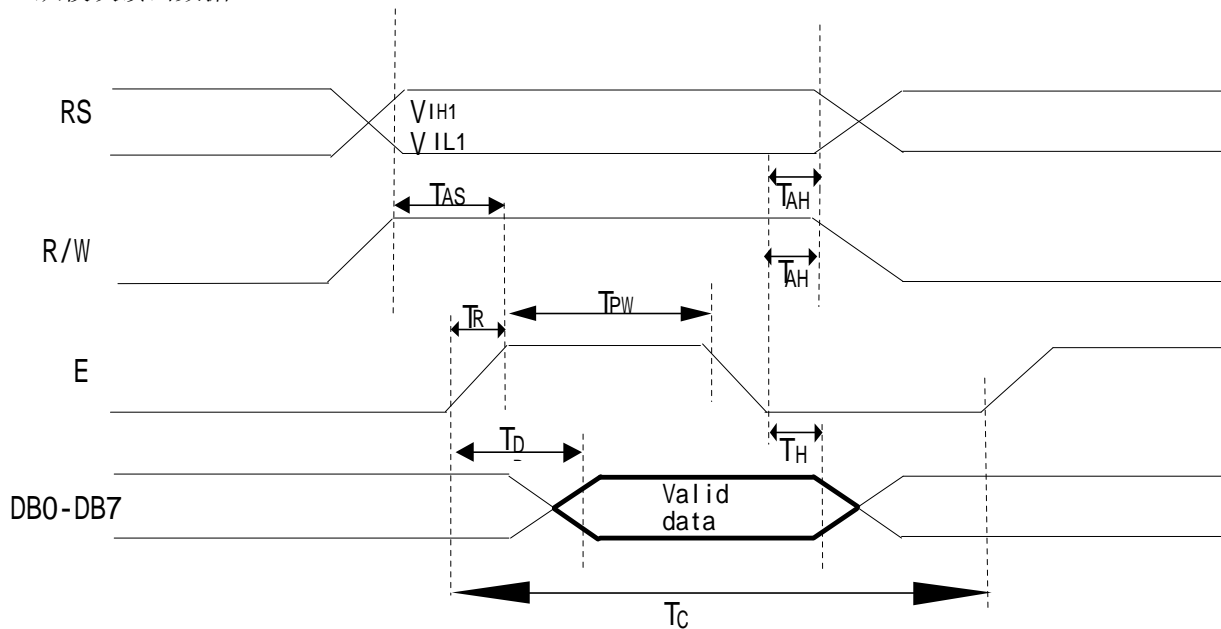 RS
VIH1
VIL1
TAS
TAH
R/W
TAH
TR
TPW
E
TD
TH
DB0-DB7
Valid
data
TC